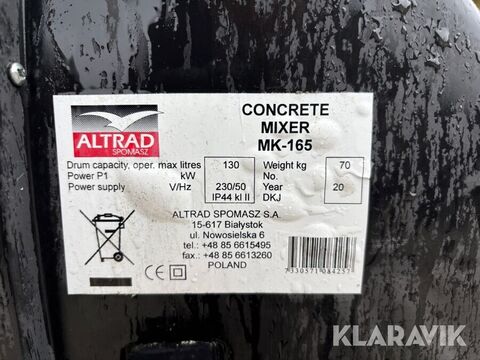 ALTRAD
SPOMASZ
CONCRETE
MIXER
MK-165
Drum capacity, oper. max litres 130
Power P1 kW
Power supply V/Hz 230/50
IP44 kl II
Weight kg 70
No.
Year 20
DKJ
ALTRAD SPOMASZ S.A.
15-617 Białystok
ul. Nowosielska 6
tel.: +48 85 6615495
fax.: +48 85 6613260
POLAND
CE
7330571084257
KLARAVIK